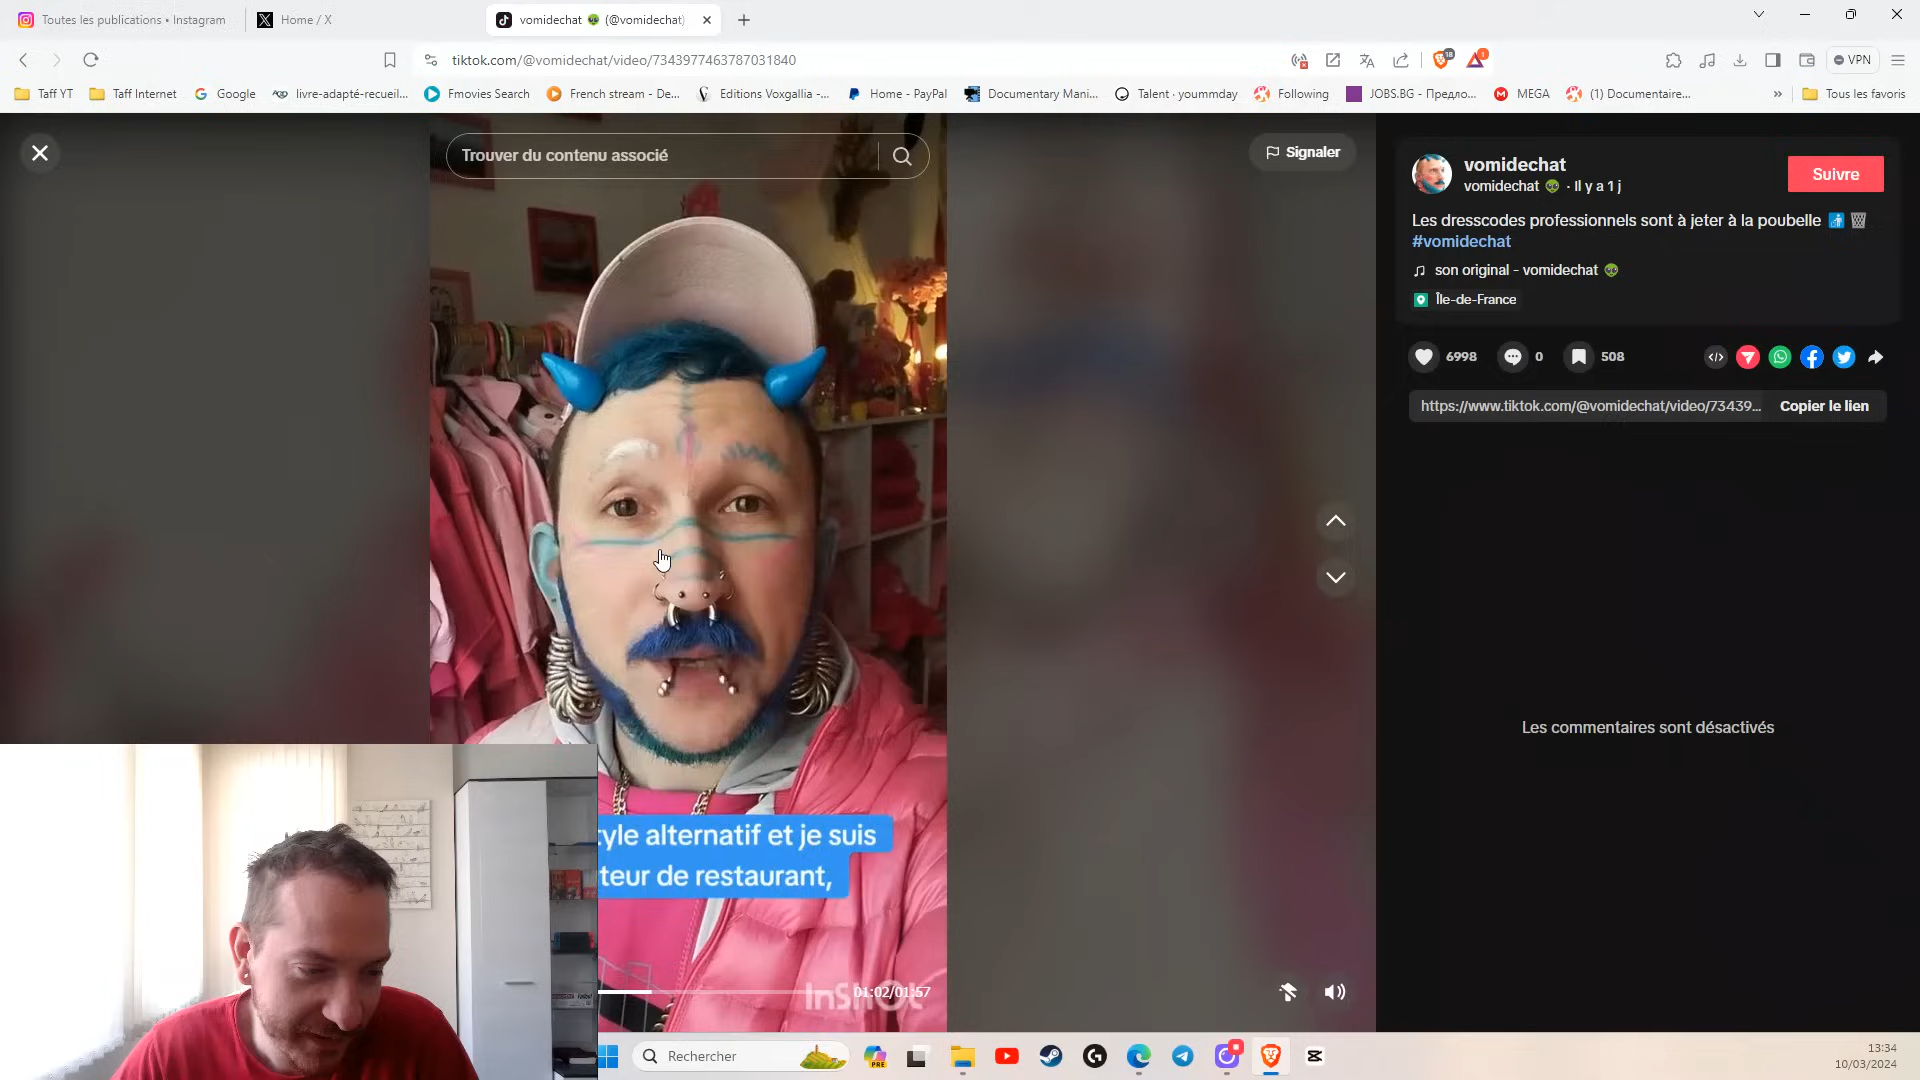 Toutes les publications • Instagram
Home / X
vomidechat 👽 (@vomidechat)
tiktok.com/@vomidechat/video/7343977463787031840
18
1
VPN
Taff YT
Taff Internet
Google
livre-adapté-recueil...
Fmovies Search
French stream - De...
Editions Voxgallia -...
Home - PayPal
Documentary Mani...
Talent · yoummday
Following
JOBS.BG - Предло...
MEGA
(1) Documentaire...
»
Tous les favoris
Trouver du contenu associé
Signaler
vomidechat
vomidechat 👽 · Il y a 1 j
Suivre
Les dresscodes professionnels sont à jeter à la poubelle 🚮 🗑
#vomidechat
son original - vomidechat 👽
Île-de-France
6998
0
508
https://www.tiktok.com/@vomidechat/video/73439...
Copier le lien
Les commentaires sont désactivés
tyle alternatif et je suis
teur de restaurant,
InShOt
01:02/01:57
Rechercher
PRE
13:34
10/03/2024